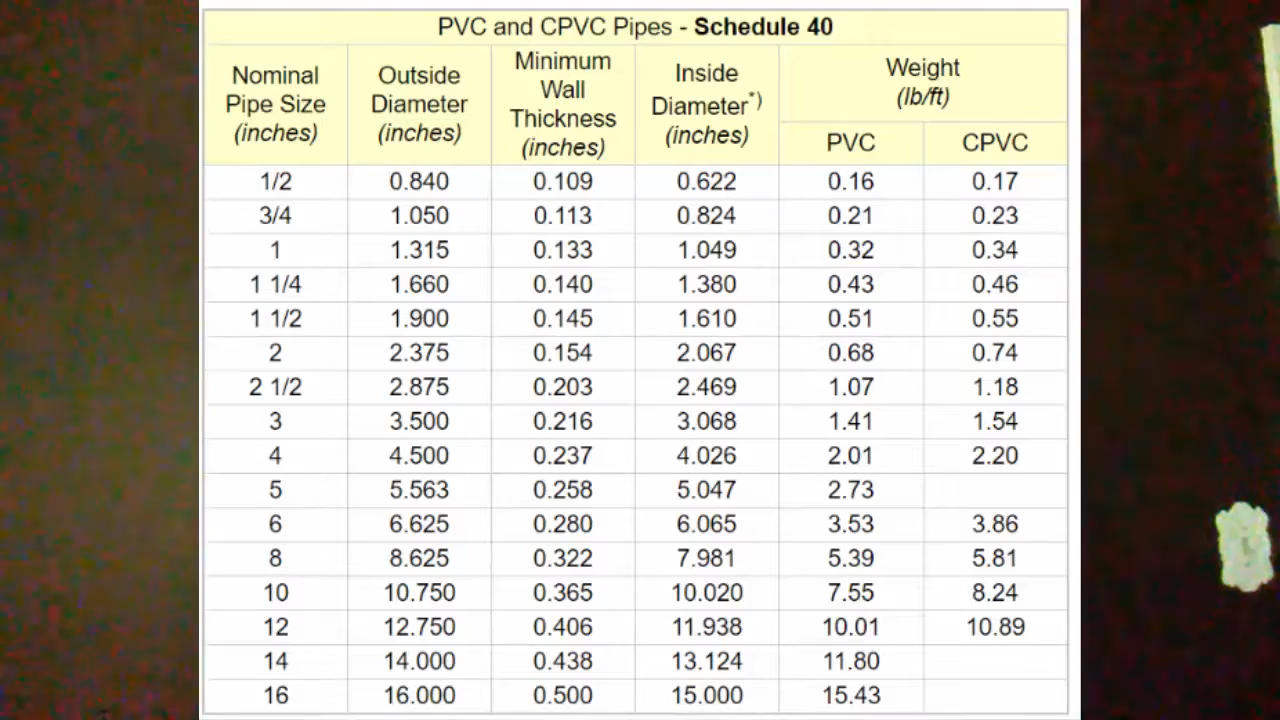 PVC and CPVC Pipes - Schedule 40
Nominal Pipe Size (inches) Outside Diameter (inches) Minimum Wall Thickness (inches) Inside Diameter*) (inches) Weight (lb/ft)
PVC CPVC
1/2 0.840 0.109 0.622 0.16 0.17
3/4 1.050 0.113 0.824 0.21 0.23
1 1.315 0.133 1.049 0.32 0.34
1 1/4 1.660 0.140 1.380 0.43 0.46
1 1/2 1.900 0.145 1.610 0.51 0.55
2 2.375 0.154 2.067 0.68 0.74
2 1/2 2.875 0.203 2.469 1.07 1.18
3 3.500 0.216 3.068 1.41 1.54
4 4.500 0.237 4.026 2.01 2.20
5 5.563 0.258 5.047 2.73
6 6.625 0.280 6.065 3.53 3.86
8 8.625 0.322 7.981 5.39 5.81
10 10.750 0.365 10.020 7.55 8.24
12 12.750 0.406 11.938 10.01 10.89
14 14.000 0.438 13.124 11.80
16 16.000 0.500 15.000 15.43